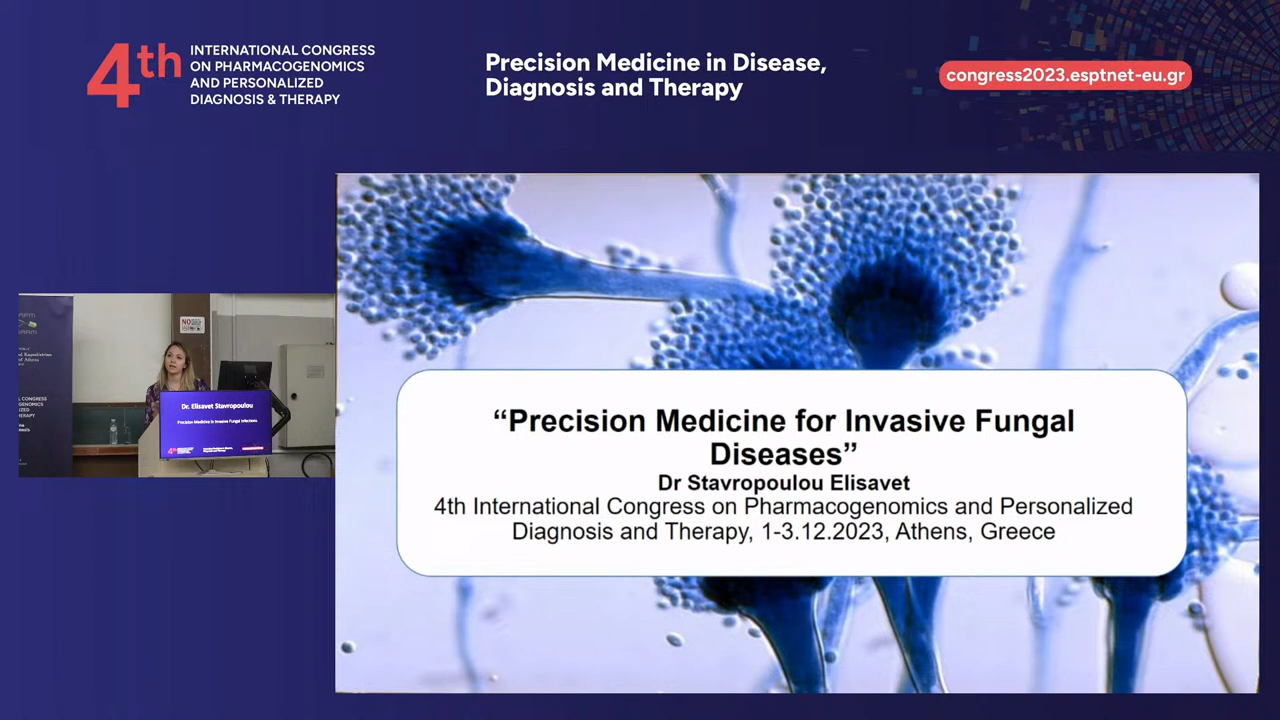 4th
INTERNATIONAL CONGRESS
ON PHARMACOGENOMICS
AND PERSONALIZED
DIAGNOSIS & THERAPY
Precision Medicine in Disease,
Diagnosis and Therapy
congress2023.esptnet-eu.gr
“Precision Medicine for Invasive Fungal
Diseases”
Dr Stavropoulou Elisavet
4th International Congress on Pharmacogenomics and Personalized
Diagnosis and Therapy, 1-3.12.2023, Athens, Greece
NO
Dr. Elisavet Stavropoulou
Precision Medicine in Invasive Fungal Infections